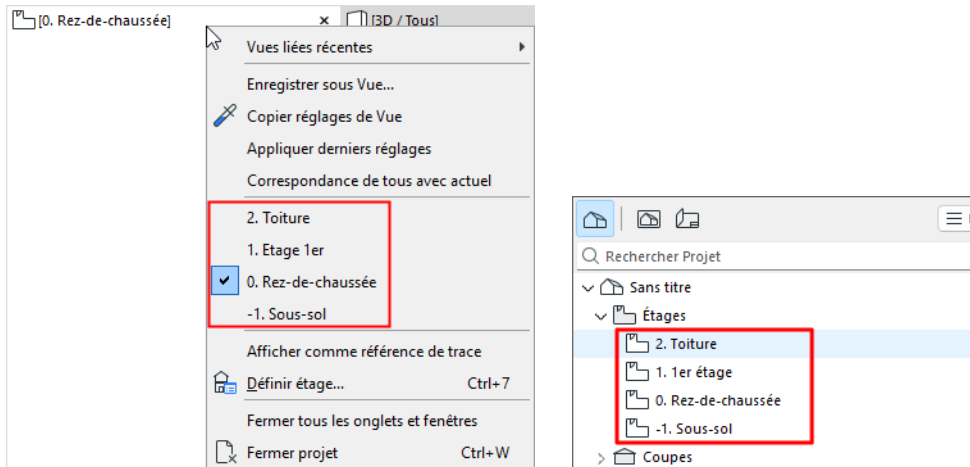 [0. Rez-de-chaussée]
[3D / Tous]
Vues liées récentes
Enregistrer sous Vue...
Copier réglages de Vue
Appliquer derniers réglages
Correspondance de tous avec actuel
2. Toiture
1. Etage 1er
0. Rez-de-chaussée
-1. Sous-sol
Afficher comme référence de trace
Définir étage... Ctrl+7
Fermer tous les onglets et fenêtres
Fermer projet Ctrl+W
Rechercher Projet
Sans titre
Étages
2. Toiture
1. 1er étage
0. Rez-de-chaussée
-1. Sous-sol
Coupes